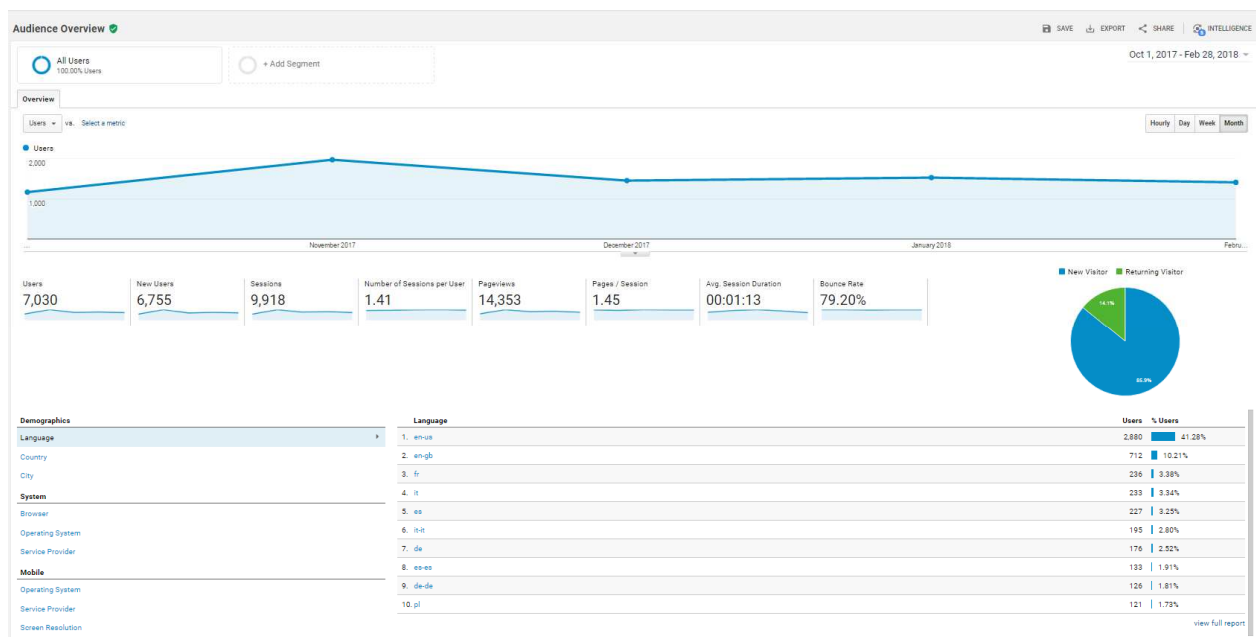 Audience Overview
SAVE EXPORT SHARE INTELLIGENCE
All Users
100.00% Users
+ Add Segment
Oct 1, 2017 - Feb 28, 2018
Overview
Users vs. Select a metric
Hourly Day Week Month
Users
2,000
1,000
... November 2017 December 2017 January 2018 Febru...
New Visitor Returning Visitor
Users New Users Sessions Number of Sessions per User Pageviews Pages / Session Avg. Session Duration Bounce Rate
7,030 6,755 9,918 1.41 14,353 1.45 00:01:13 79.20%
14.1%
85.9%
Demographics
Language
Country
City
System
Browser
Operating System
Service Provider
Mobile
Operating System
Service Provider
Screen Resolution
Language Users % Users
1. en-us 2,880 41.28%
2. en-gb 712 10.21%
3. fr 236 3.38%
4. it 233 3.34%
5. es 227 3.25%
6. it-it 195 2.80%
7. de 176 2.52%
8. es-es 133 1.91%
9. de-de 126 1.81%
10. pl 121 1.73%
view full report